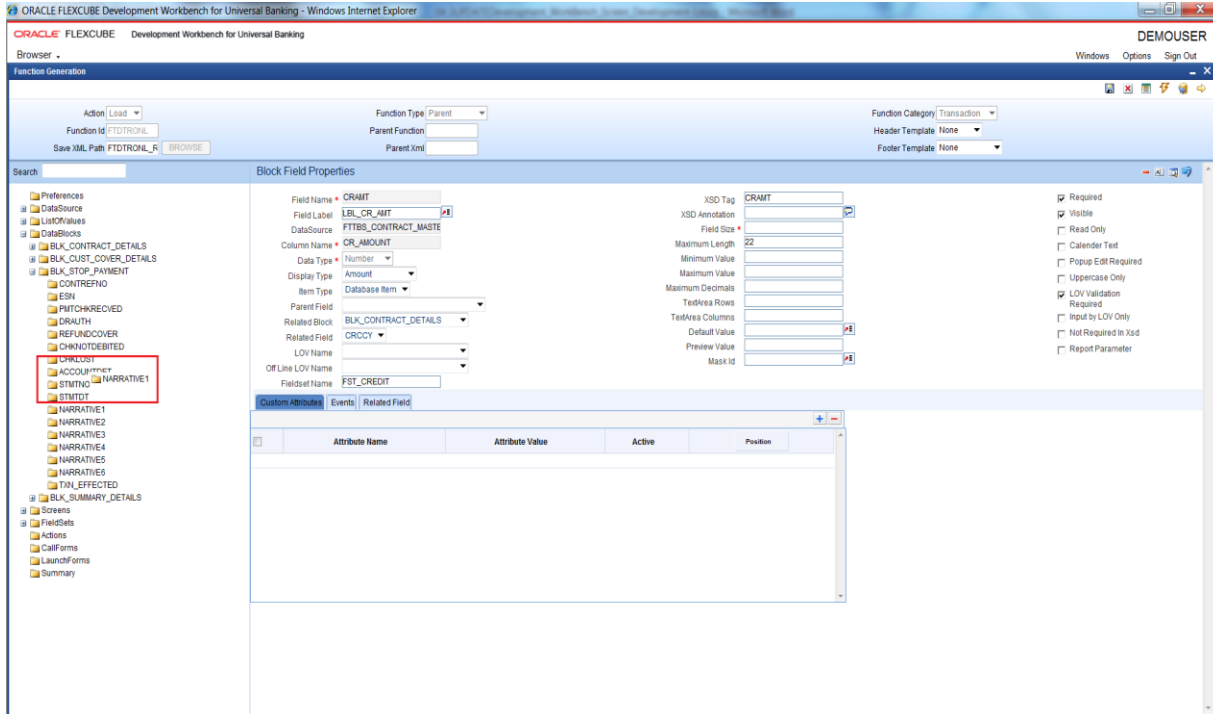 ORACLE FLEXCUBE Development Workbench for Universal Banking - Windows Internet Explorer
ORACLE FLEXCUBE Development Workbench for Universal Banking
DEMOUSER
Browser
Windows Options Sign Out
Function Generation
Action Load
Function Type Parent
Function Category Transaction
Function Id FTDTRONL
Parent Function
Header Template None
Save XML Path FTDTRONL_R BROWSE
Parent Xml
Footer Template None
Search
Block Field Properties
Preferences
DataSource
ListOfValues
DataBlocks
BLK_CONTRACT_DETAILS
BLK_CUST_COVER_DETAILS
BLK_STOP_PAYMENT
CONTREFNO
ESN
PMTCHKRECVED
DRAUTH
REFUNDCOVER
CHKNOTDEBITED
CHKLOST
ACCOUNTDET
NARRATIVE1
STMTNO
STMTDT
NARRATIVE1
NARRATIVE2
NARRATIVE3
NARRATIVE4
NARRATIVE5
NARRATIVE6
TXN_EFFECTED
BLK_SUMMARY_DETAILS
Screens
FieldSets
Actions
CallForms
LaunchForms
Summary
Field Name * CRAMT
Field Label LBL_CR_AMT
DataSource FTTBS_CONTRACT_MASTE
Column Name * CR_AMOUNT
Data Type * Number
Display Type Amount
Item Type Database Item
Parent Field
Related Block BLK_CONTRACT_DETAILS
Related Field CRCCY
LOV Name
Off Line LOV Name
Fieldset Name FST_CREDIT
XSD Tag CRAMT
XSD Annotation
Field Size *
Maximum Length 22
Minimum Value
Maximum Value
Maximum Decimals
TextArea Rows
TextArea Columns
Default Value
Preview Value
Mask Id
Required
Visible
Read Only
Calender Text
Popup Edit Required
Uppercase Only
LOV Validation
Required
Input by LOV Only
Not Required In Xsd
Report Parameter
Custom Attributes Events Related Field
Attribute Name Attribute Value Active Position